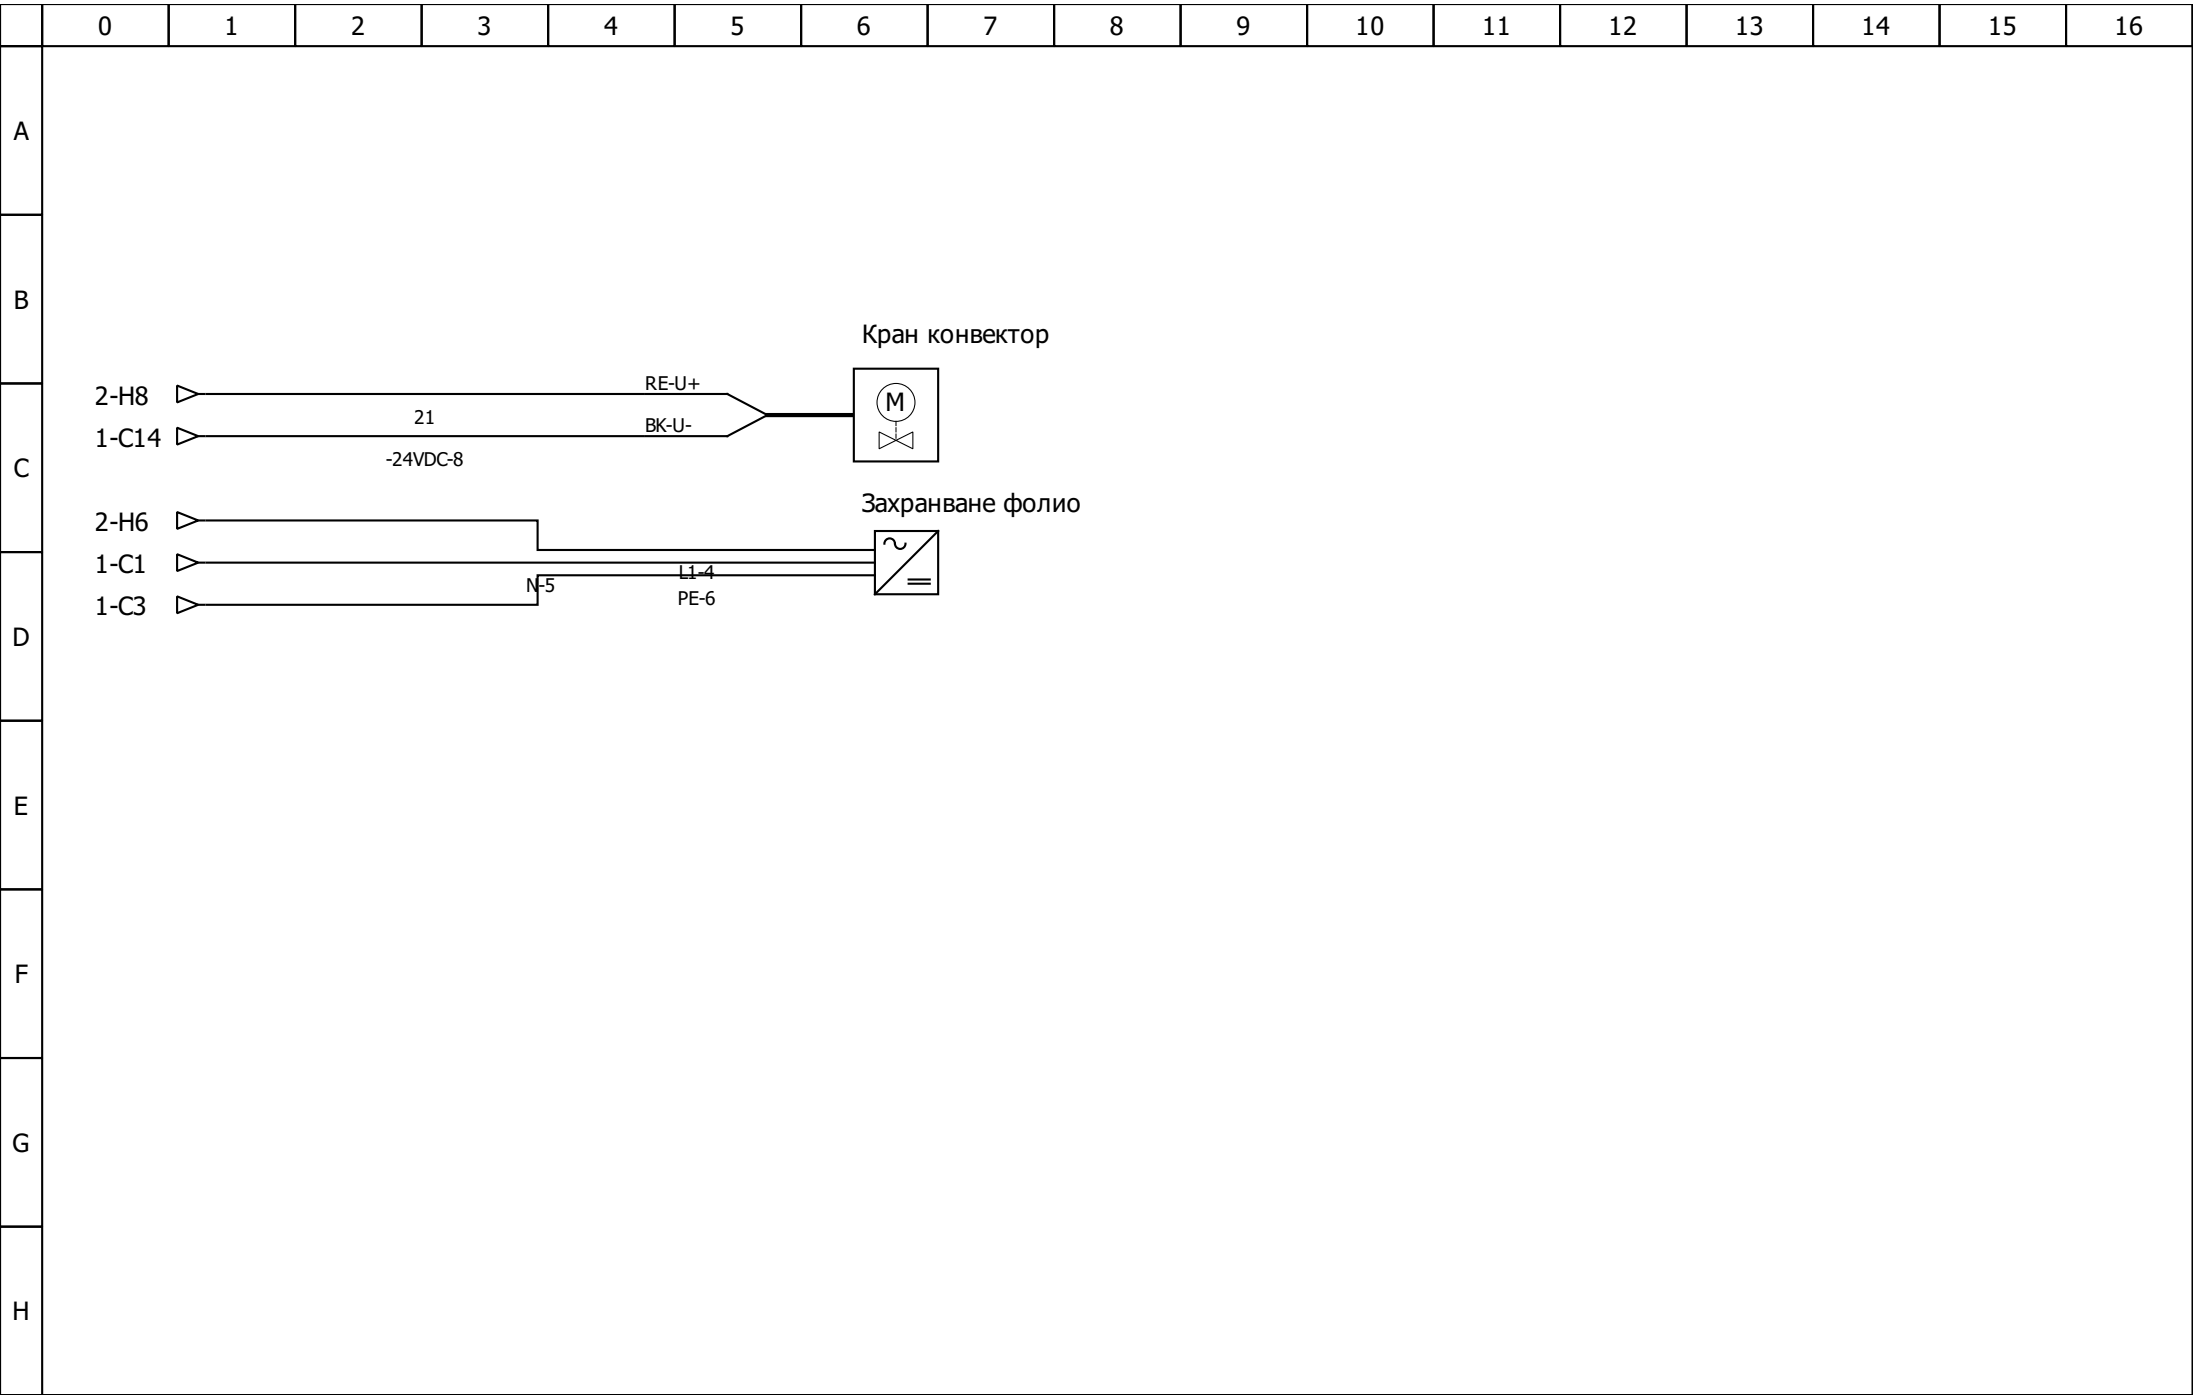 0 1 2 3 4 5 6 7 8 9 10 11 12 13 14 15 16
A
B
Кран конвектор
2-H8 RE-U+
M
21
1-C14 BK-U-
-24VDC-8
C
Захранване фолио
2-H6
1-C1
L1-4
N-5
PE-6
1-C3
D
E
F
G
H